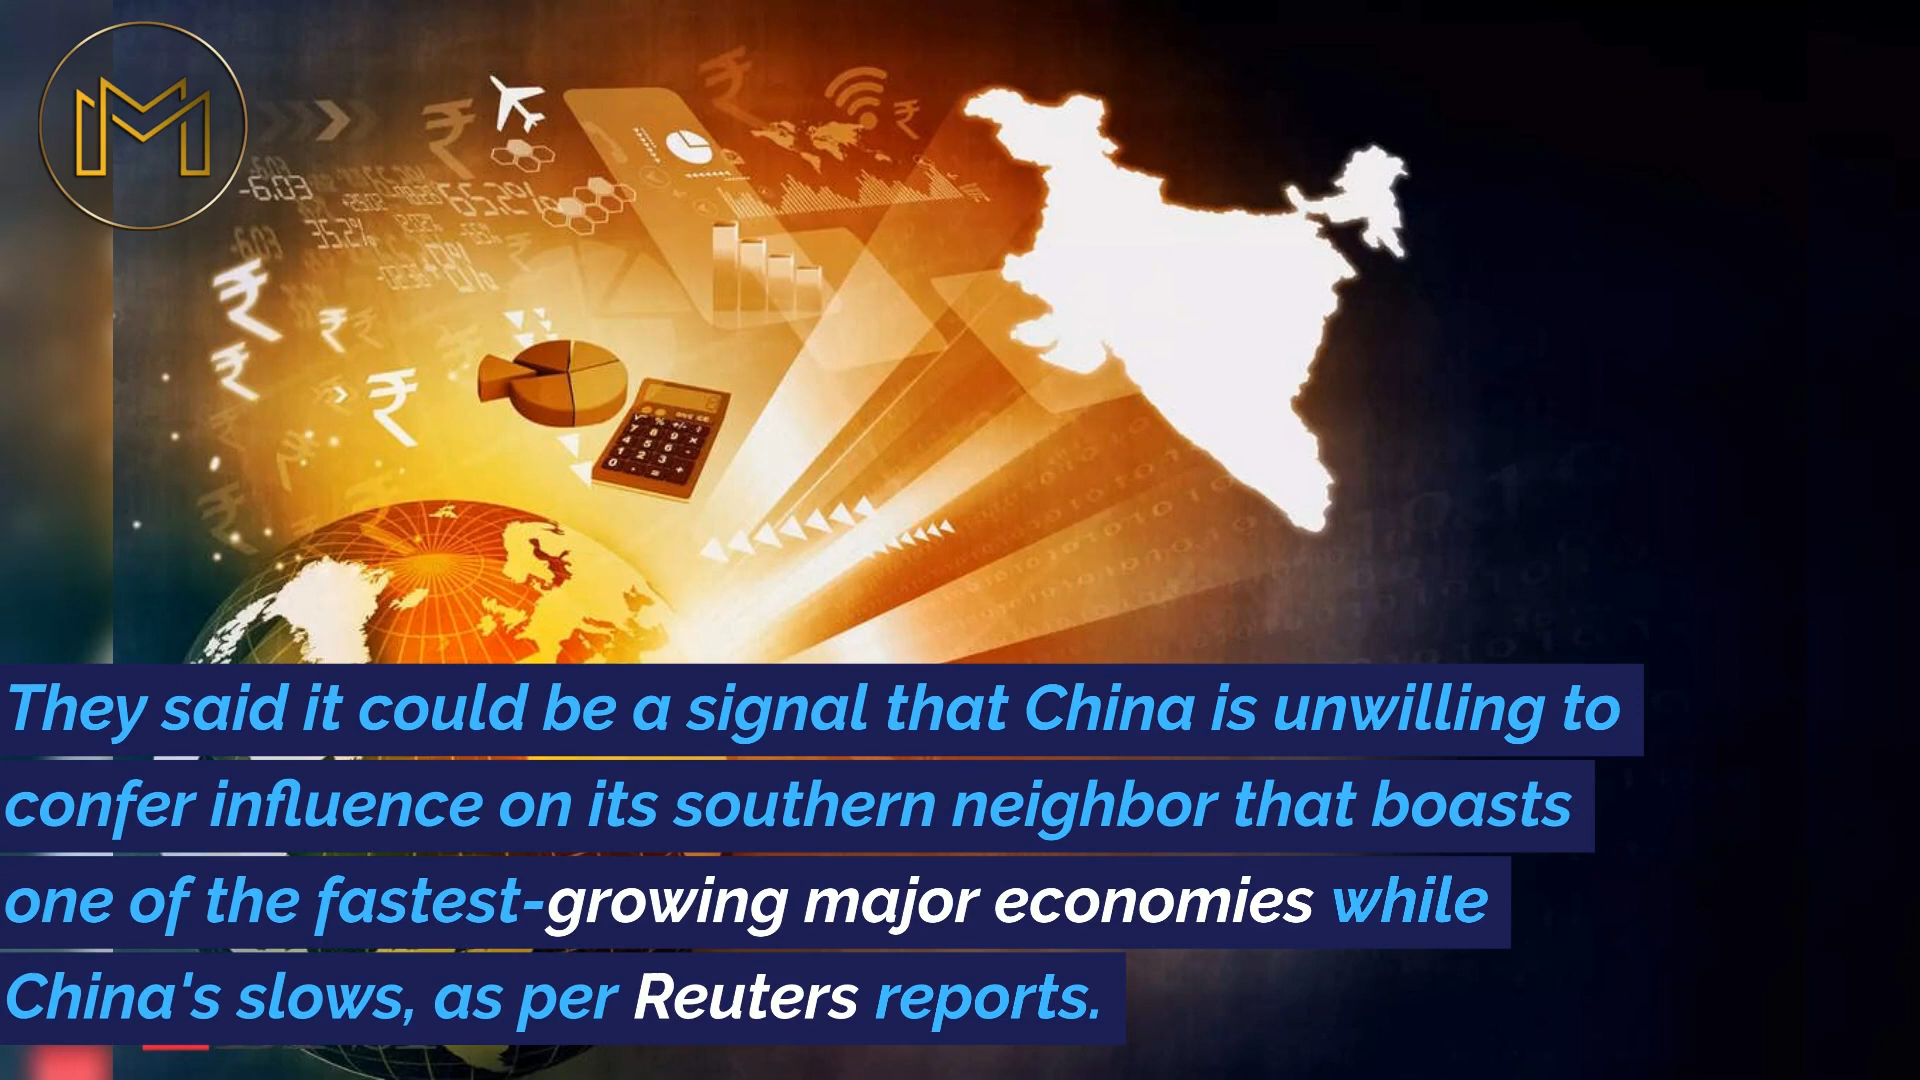 They said it could be a signal that China is unwilling to
confer influence on its southern neighbor that boasts
one of the fastest-growing major economies while
China's slows, as per Reuters reports.